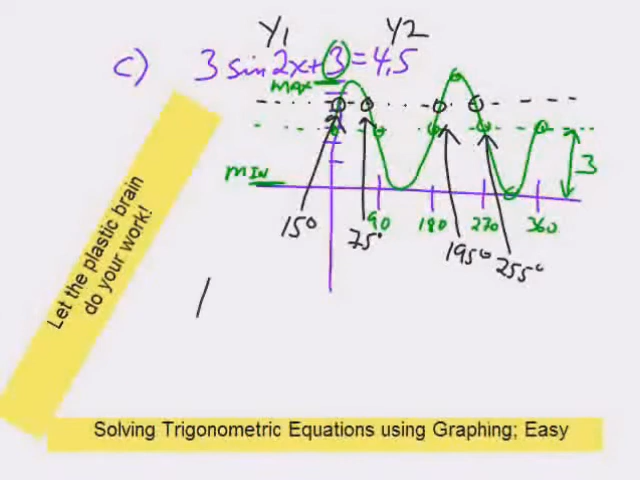 Y1 Y2
c) 3 sin 2x + 3 = 4.5
MAX
MIN
3
90 180 270 360
15° 75° 195° 255°
Let the plastic brain
do your work!
Solving Trigonometric Equations using Graphing; Easy